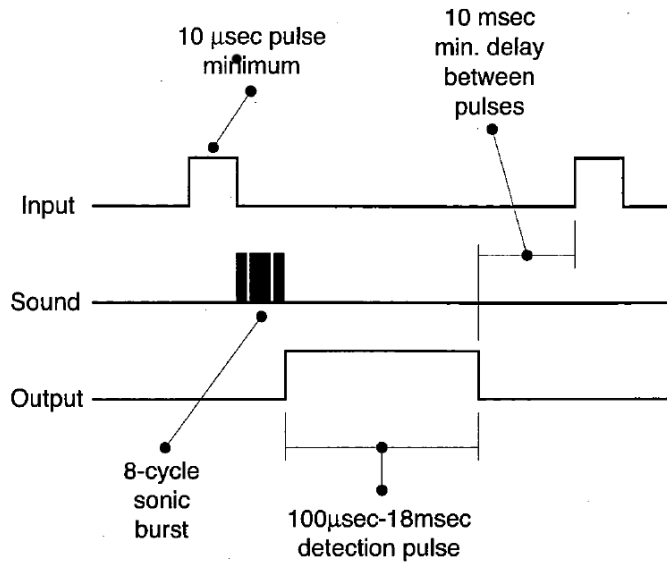 10 μsec pulse
minimum
10 msec
min. delay
between
pulses
Input
Sound
Output
8-cycle
sonic
burst
100μsec-18msec
detection pulse